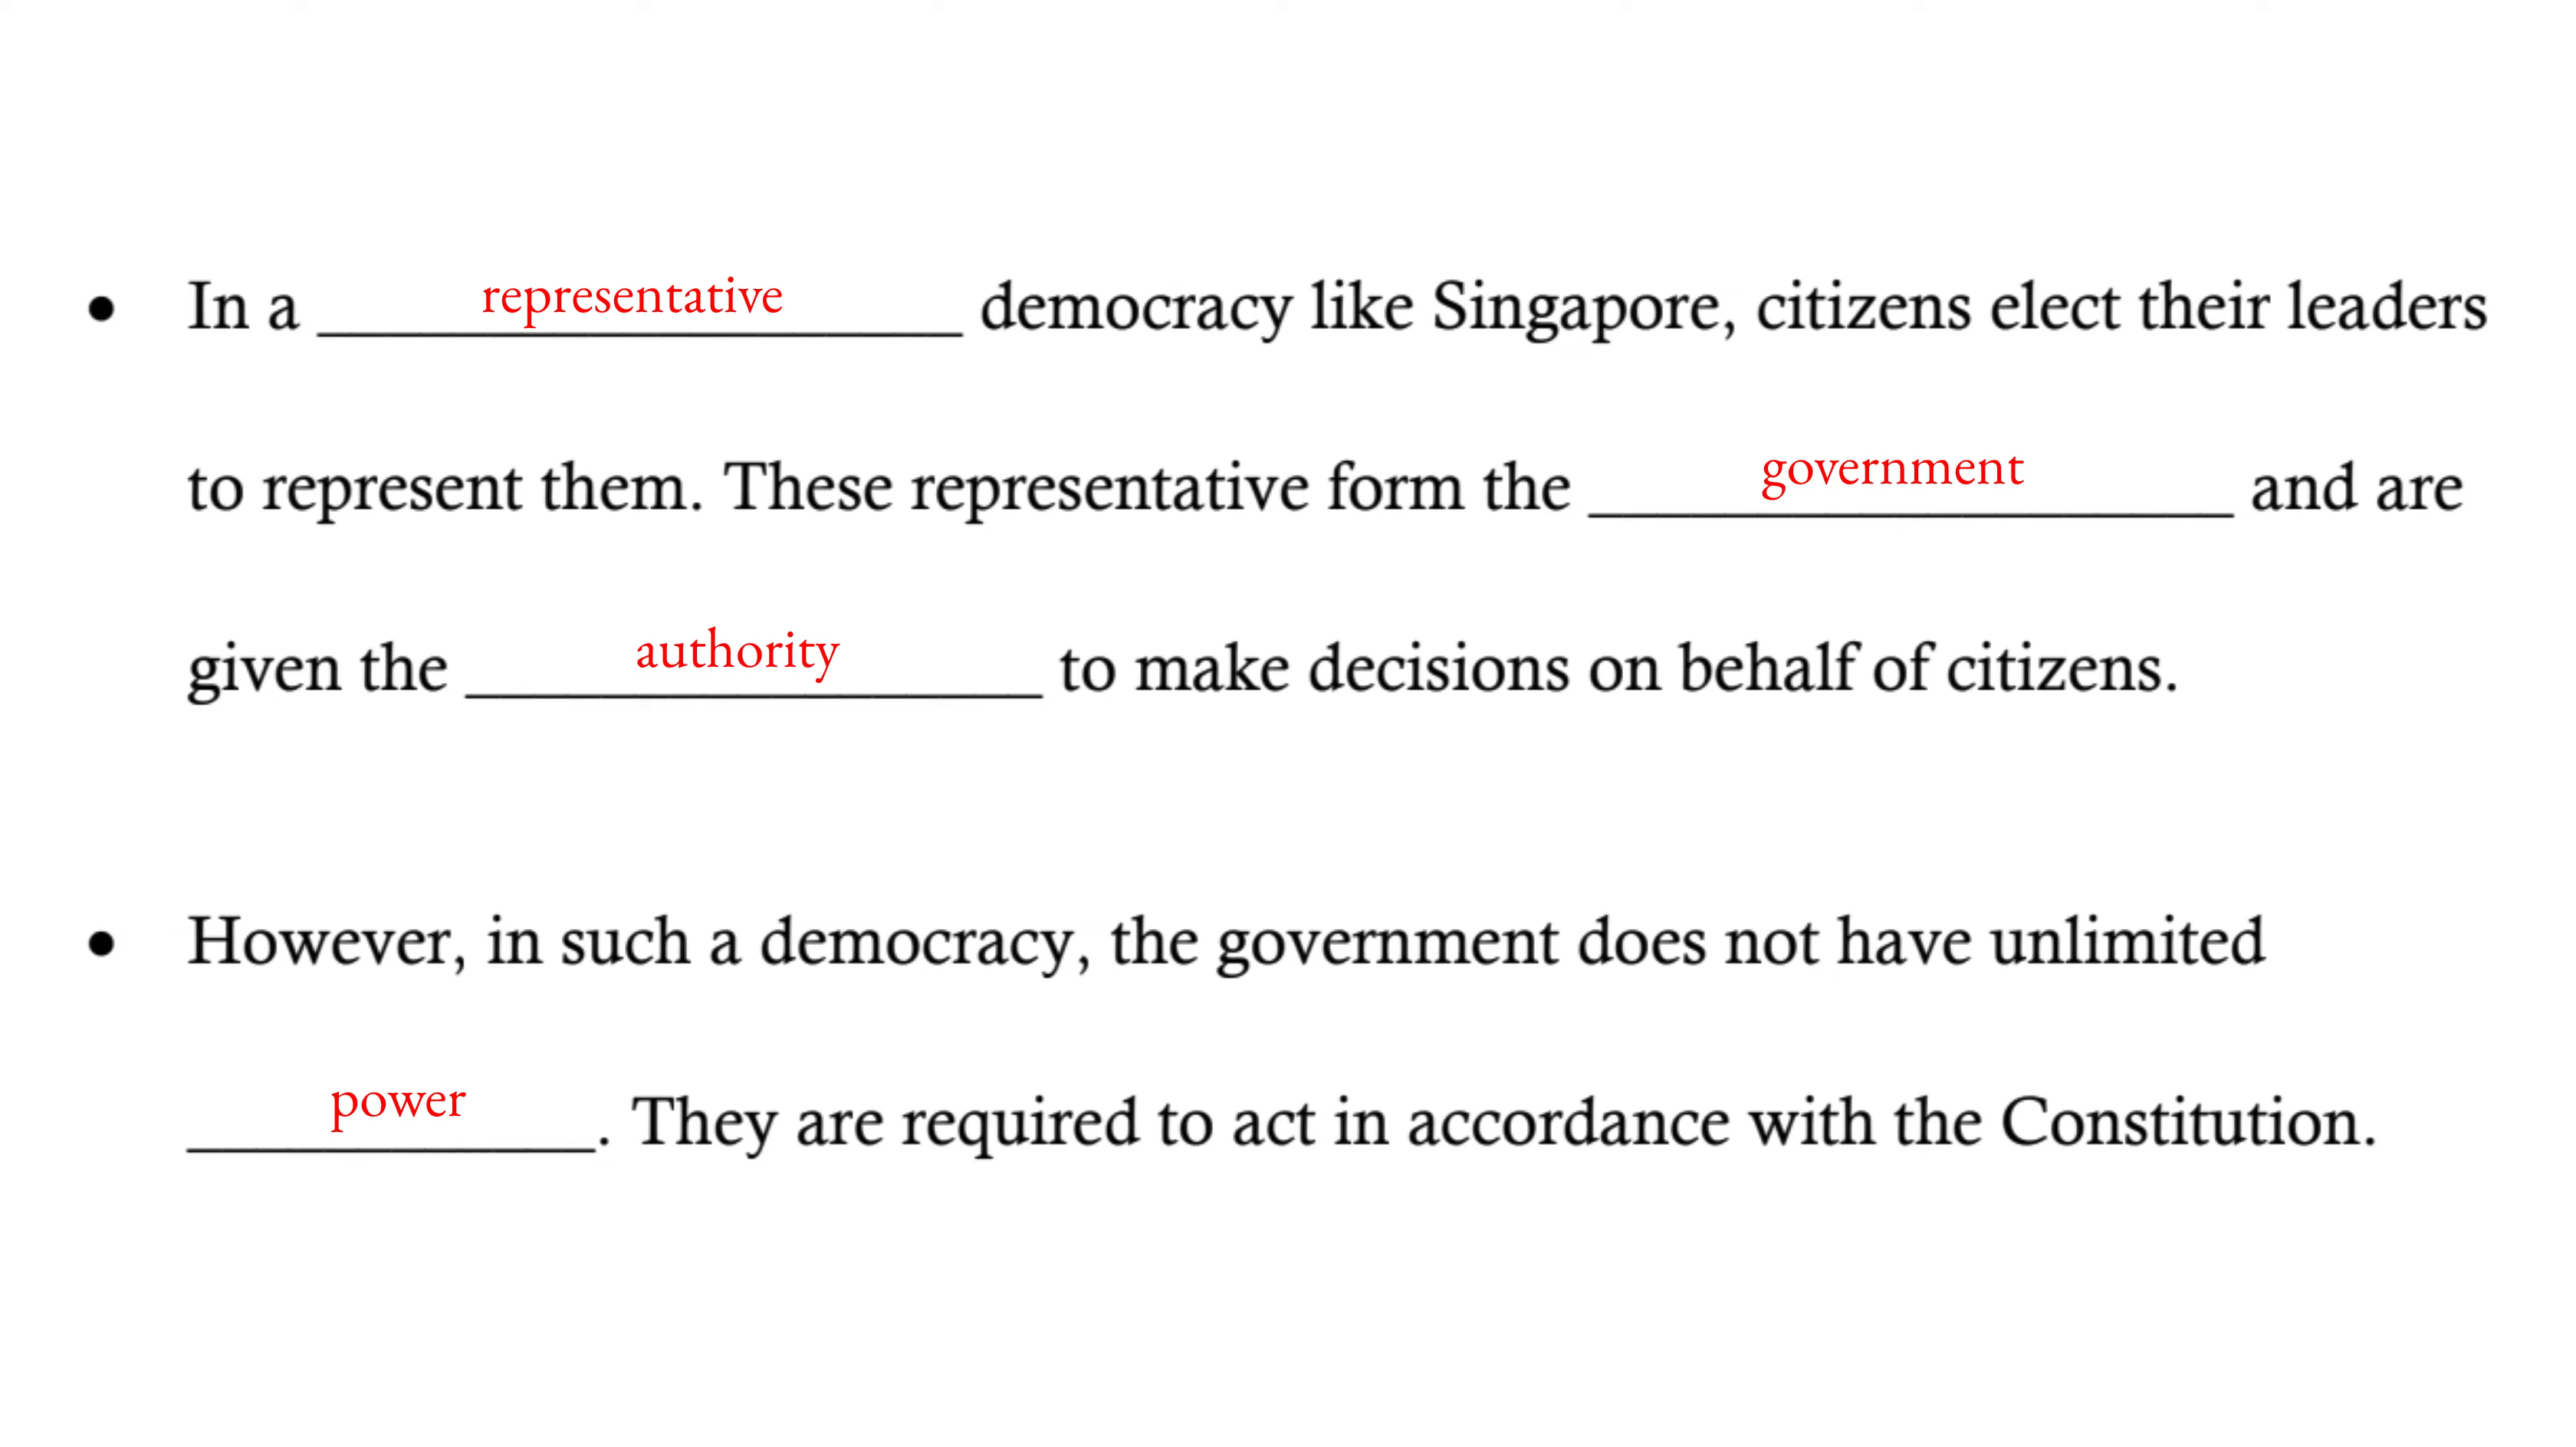 • In a representative democracy like Singapore, citizens elect their leaders
to represent them. These representative form the government and are
given the authority to make decisions on behalf of citizens.
• However, in such a democracy, the government does not have unlimited
power. They are required to act in accordance with the Constitution.